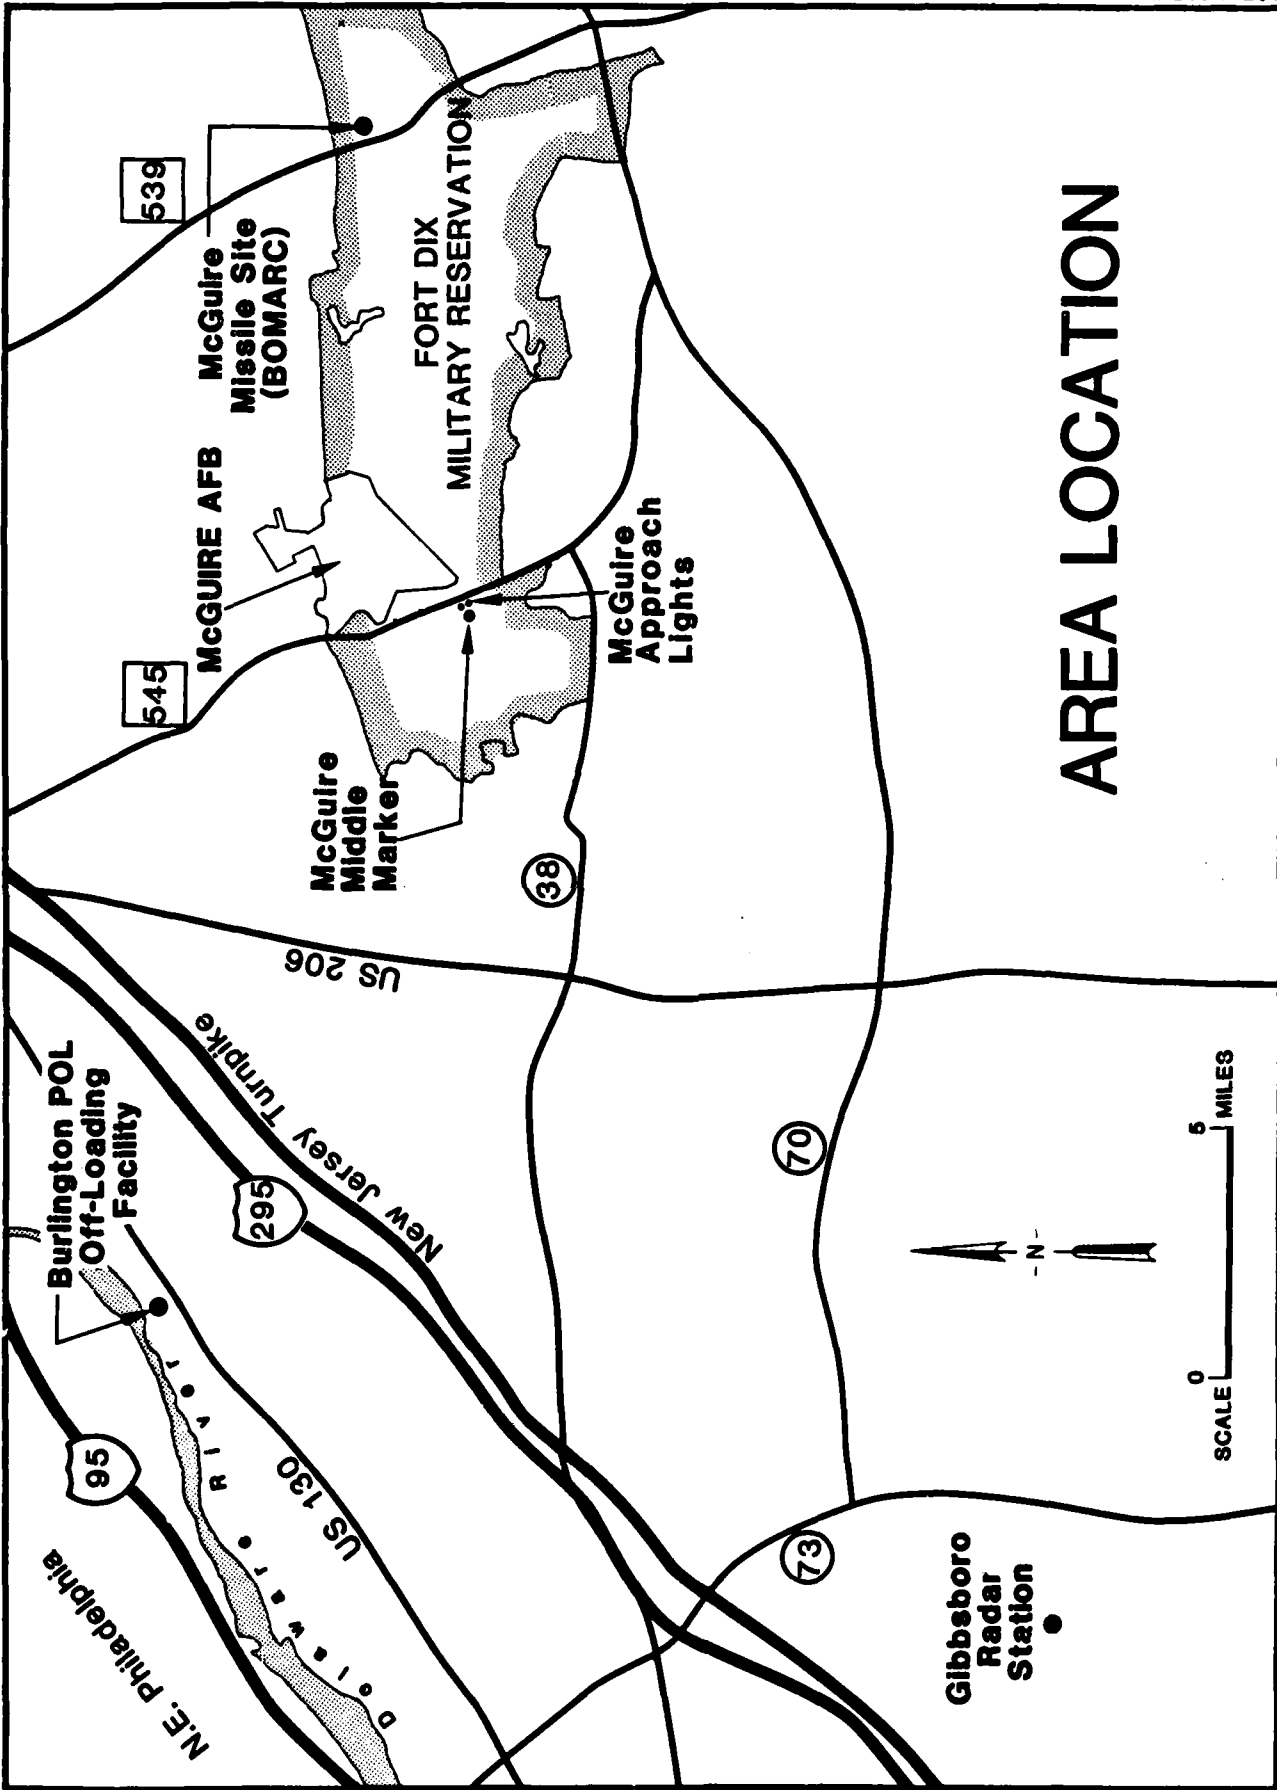 N.E. Philadelphia
95
Delaware River
US 130
Burlington POL
Off-Loading
Facility
295
New Jersey Turnpike
US 206
545
539
McGUIRE AFB
McGuire
Missile Site
(BOMARC)
FORT DIX
MILITARY RESERVATION
McGuire
Middle
Marker
McGuire
Approach
Lights
38
70
73
Gibbsboro
Radar
Station
-N-
SCALE
0
5
MILES
AREA LOCATION